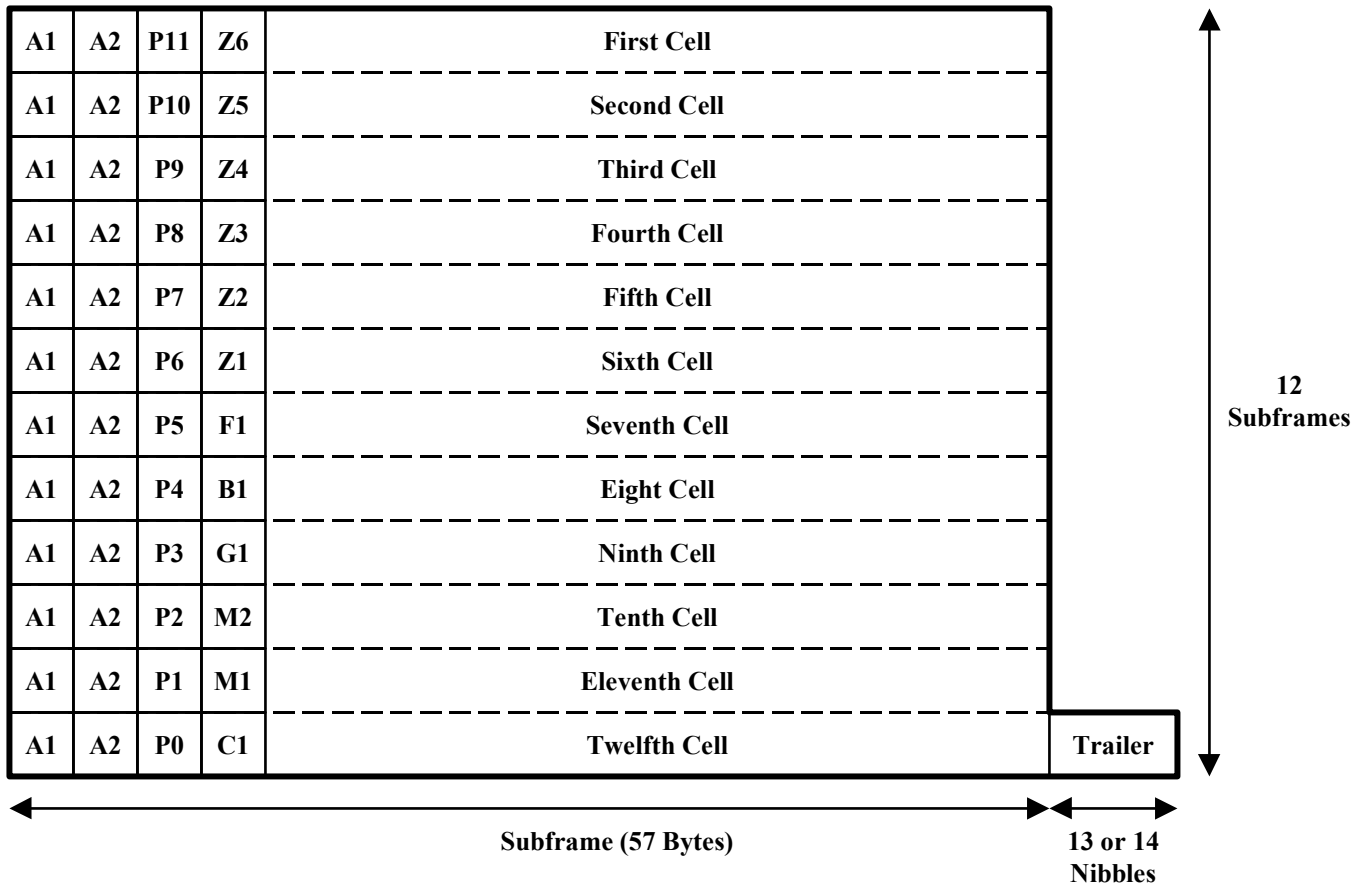 A1 A2 P11 Z6 First Cell
A1 A2 P10 Z5 Second Cell
A1 A2 P9 Z4 Third Cell
A1 A2 P8 Z3 Fourth Cell
A1 A2 P7 Z2 Fifth Cell
A1 A2 P6 Z1 Sixth Cell
12
Subframes
A1 A2 P5 F1 Seventh Cell
A1 A2 P4 B1 Eight Cell
A1 A2 P3 G1 Ninth Cell
A1 A2 P2 M2 Tenth Cell
A1 A2 P1 M1 Eleventh Cell
A1 A2 P0 C1 Twelfth Cell Trailer
Subframe (57 Bytes)
13 or 14
Nibbles